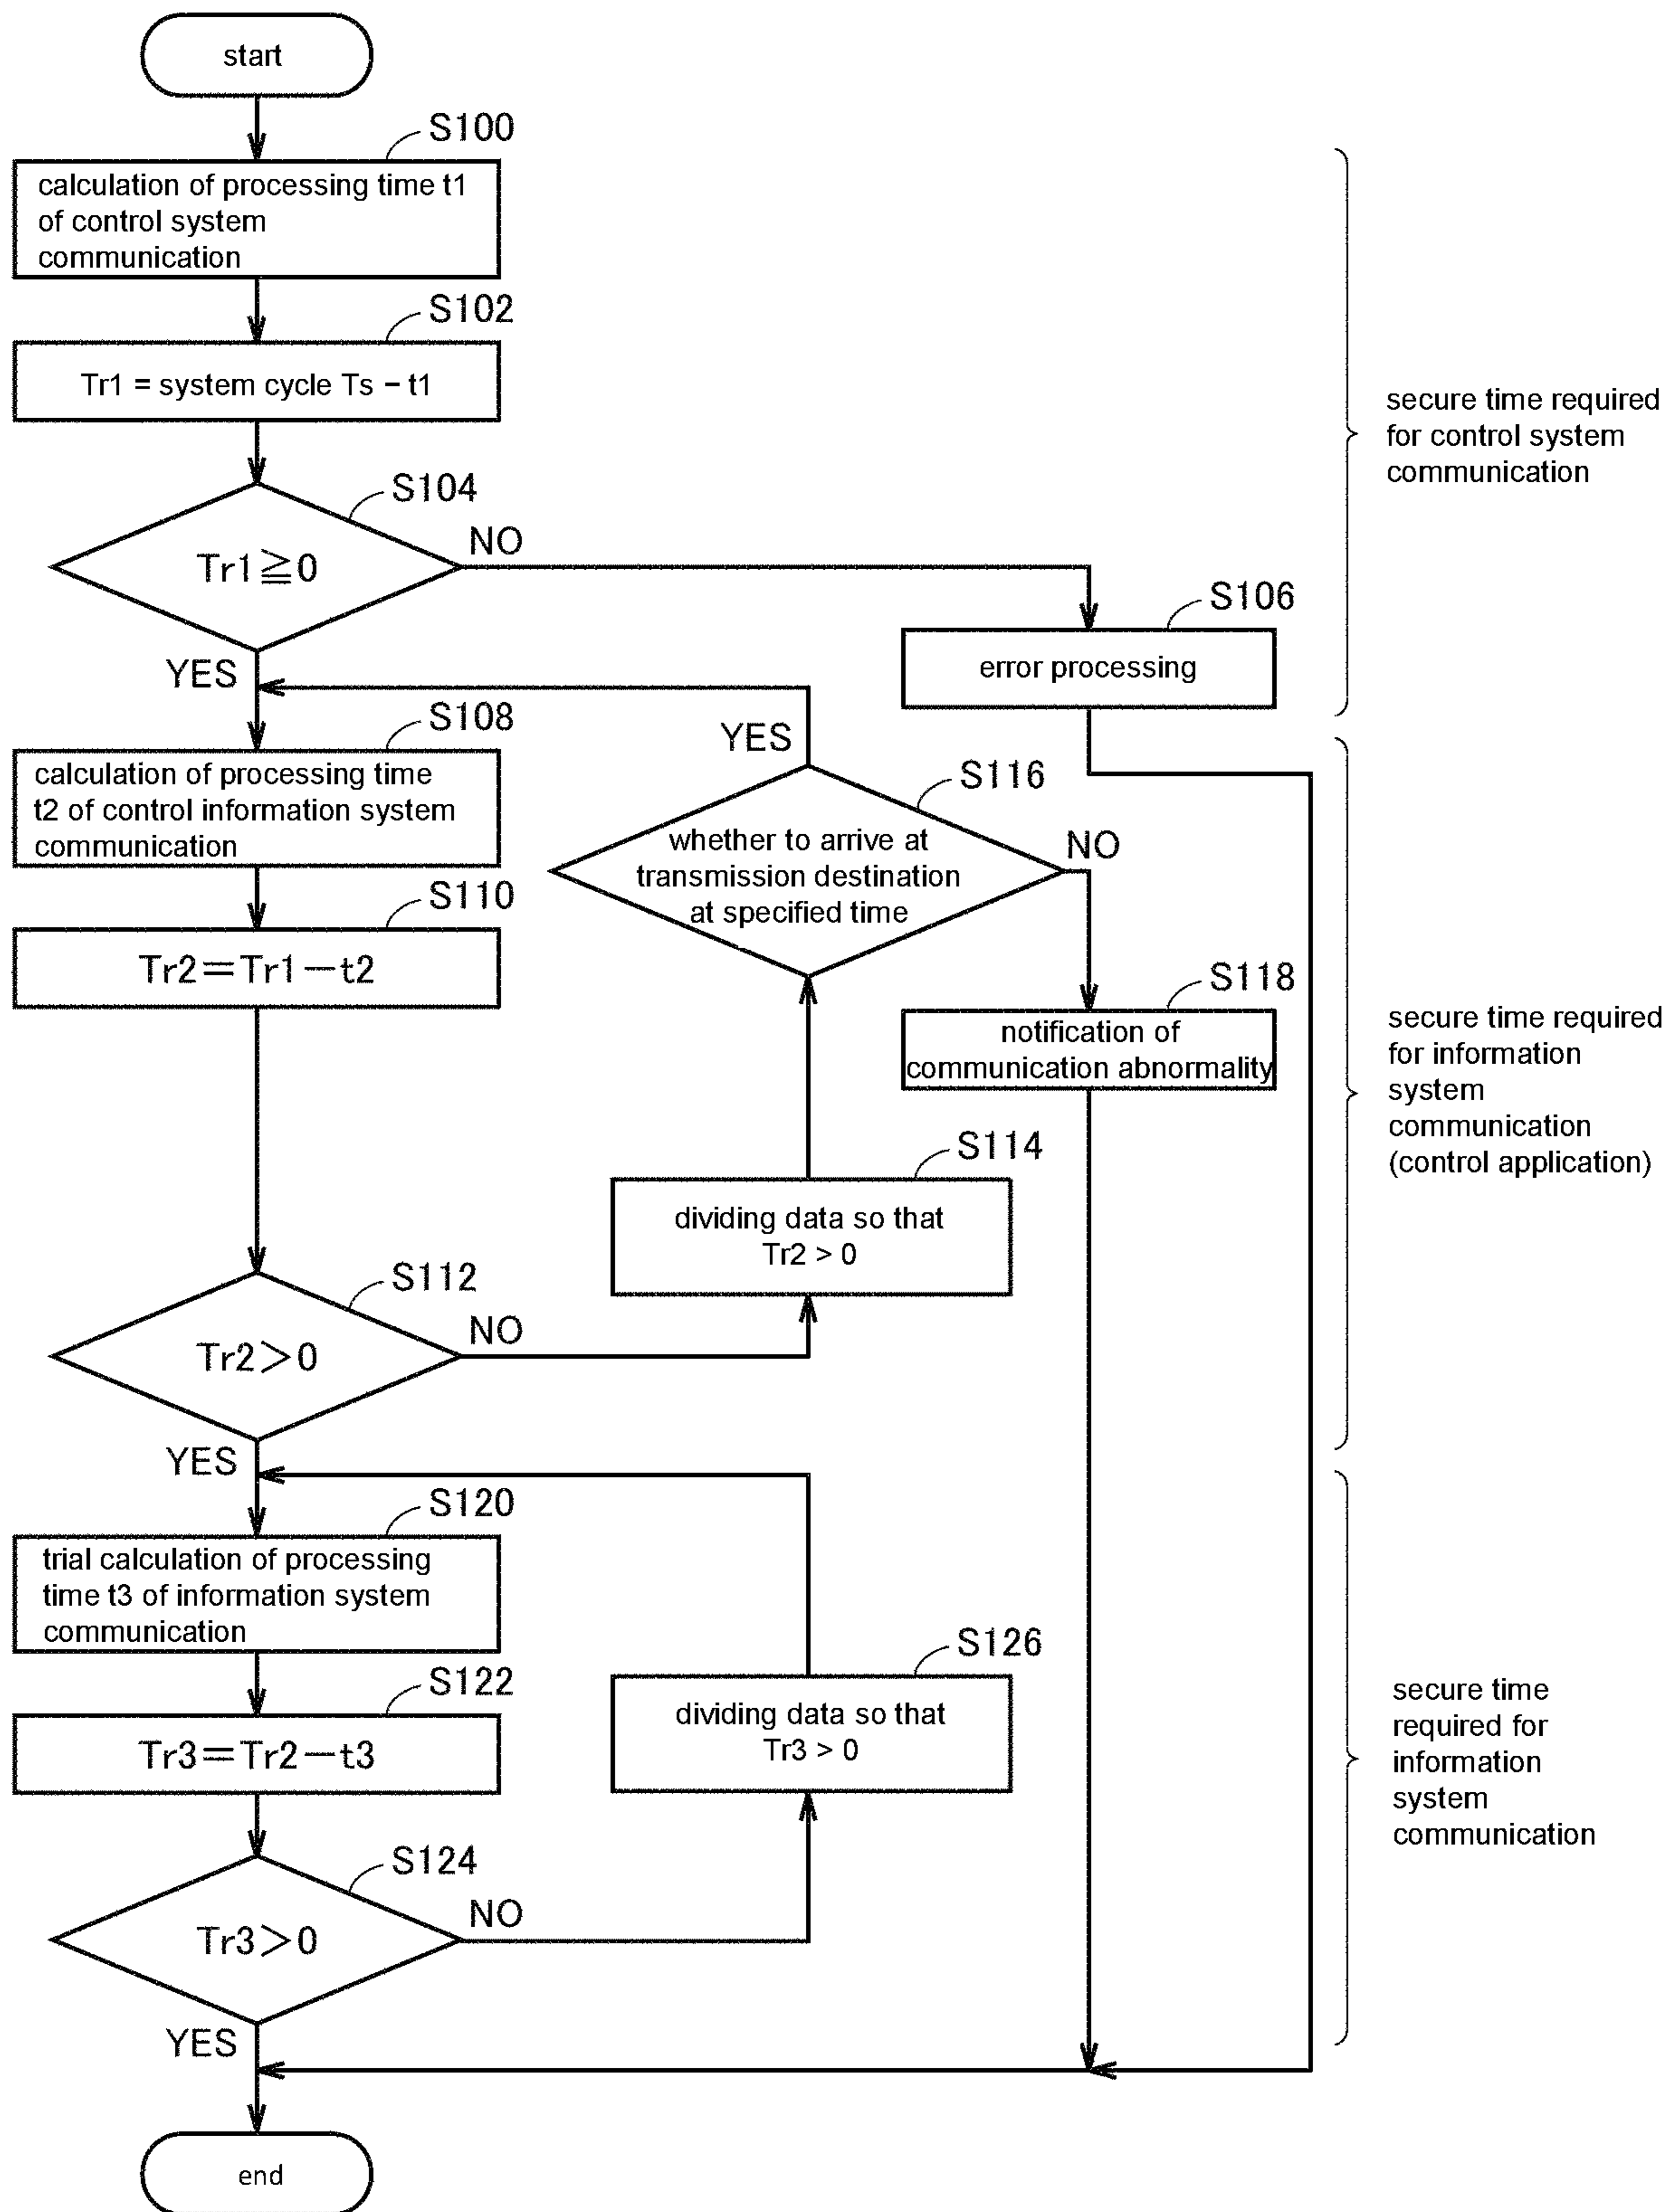 start
S100
calculation of processing time t1
of control system
communication
S102
Tr1 = system cycle Ts − t1
S104
Tr1≧0
NO
YES
S106
error processing
secure time required
for control system
communication
S108
calculation of processing time
t2 of control information system
communication
S110
Tr2=Tr1−t2
YES
S116
whether to arrive at
transmission destination
at specified time
NO
S118
notification of
communication abnormality
S114
dividing data so that
Tr2 > 0
S112
Tr2>0
NO
YES
secure time required
for information
system
communication
(control application)
S120
trial calculation of processing
time t3 of information system
communication
S122
Tr3=Tr2−t3
S126
dividing data so that
Tr3 > 0
S124
Tr3>0
NO
YES
secure time
required for
information
system
communication
end